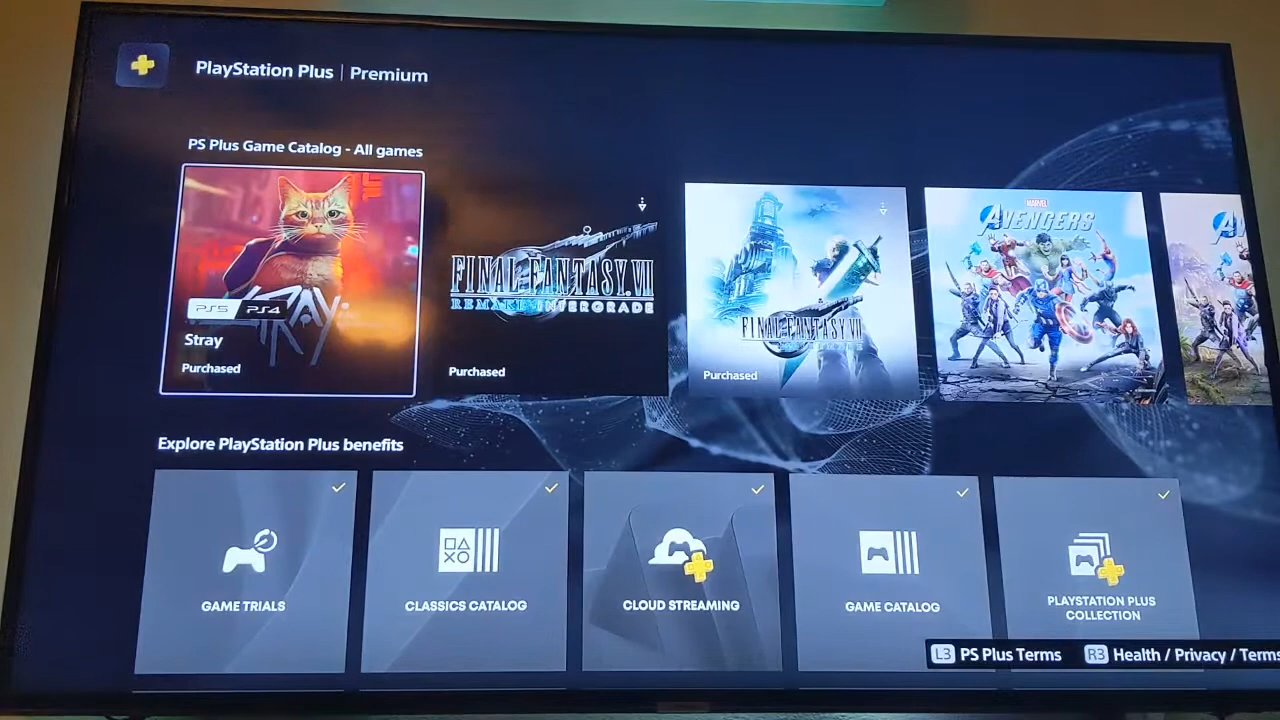 PlayStation Plus | Premium
PS Plus Game Catalog - All games
PS5 PS4
Stray
Purchased
FINAL FANTASY VII
REMAKE INTERGRADE
Purchased
FINAL FANTASY VII
REMAKE
Purchased
MARVEL
AVENGERS
Explore PlayStation Plus benefits
GAME TRIALS
CLASSICS CATALOG
CLOUD STREAMING
GAME CATALOG
PLAYSTATION PLUS
COLLECTION
L3 PS Plus Terms
R3 Health / Privacy / Terms